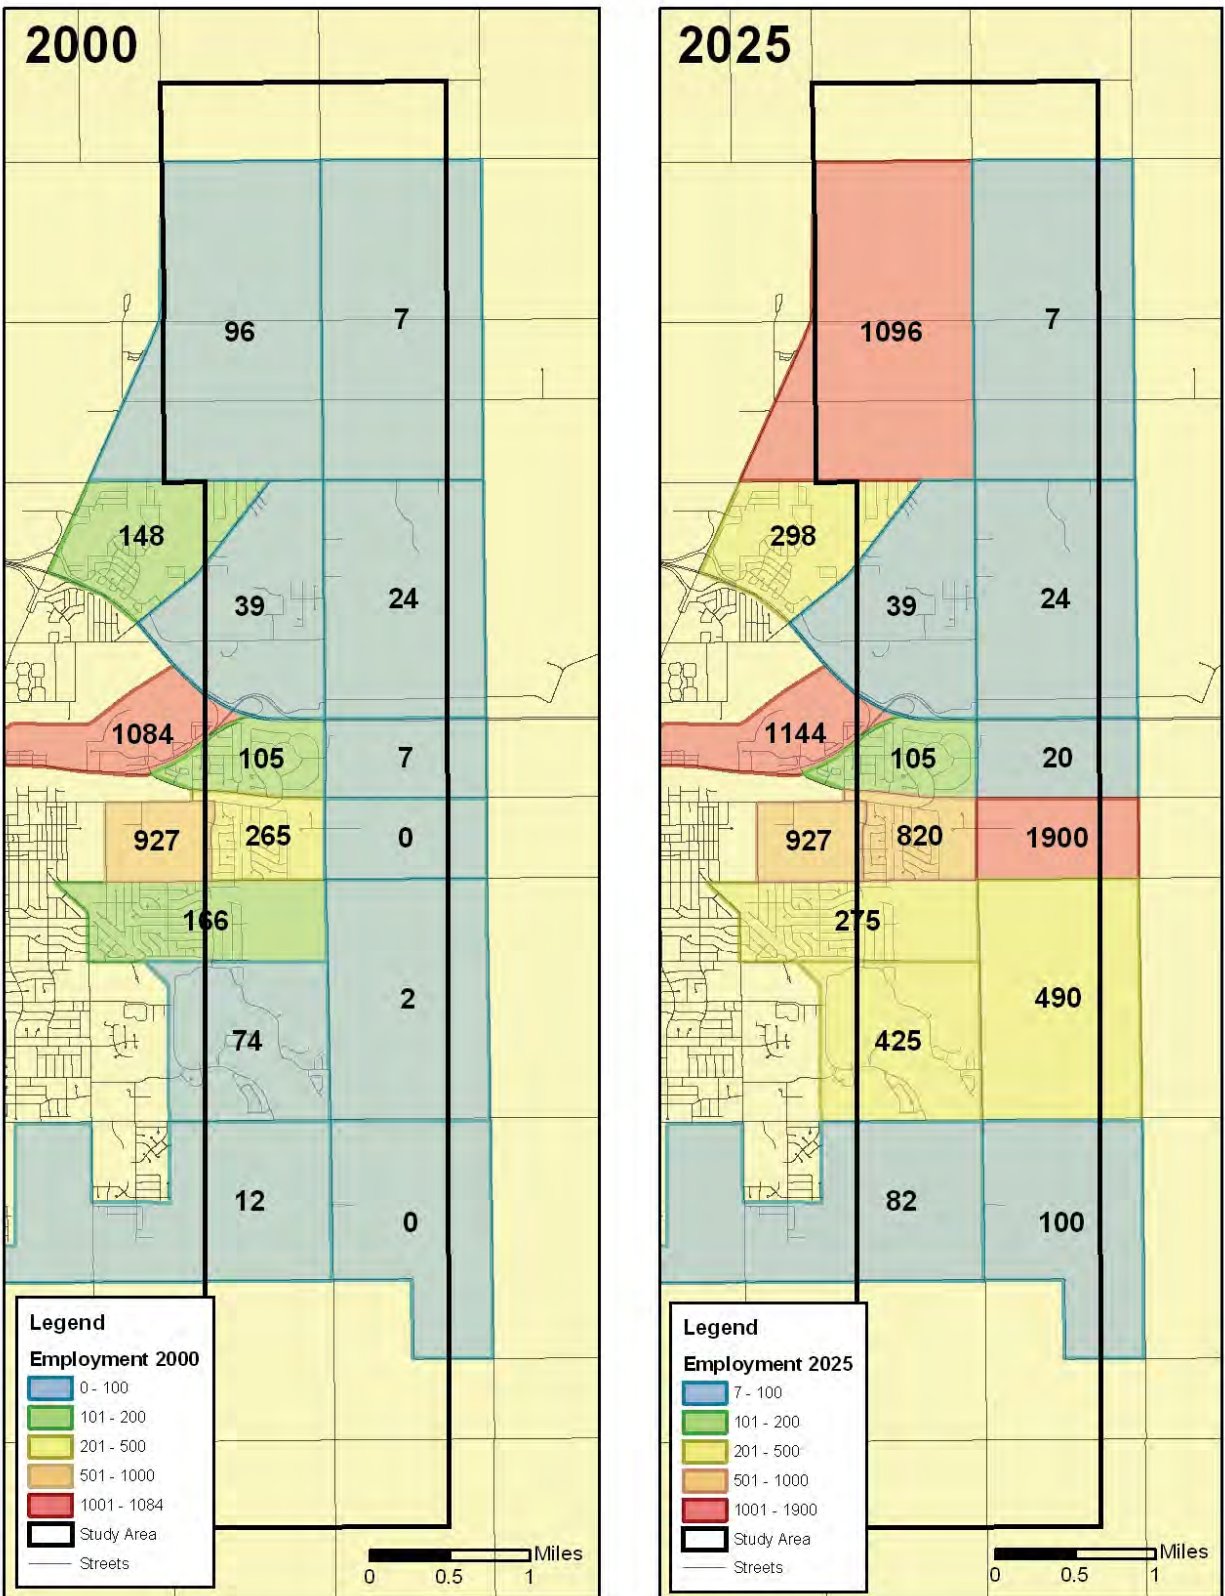 2000
96
7
148
39
24
1084
105
7
927
265
0
166
2
74
12
0
Legend
Employment 2000
0 - 100
101 - 200
201 - 500
501 - 1000
1001 - 1084
Study Area
Streets
Miles
0 0.5 1
2025
1096
7
298
39
24
1144
105
20
927
820
1900
275
490
425
82
100
Legend
Employment 2025
7 - 100
101 - 200
201 - 500
501 - 1000
1001 - 1900
Study Area
Streets
Miles
0 0.5 1